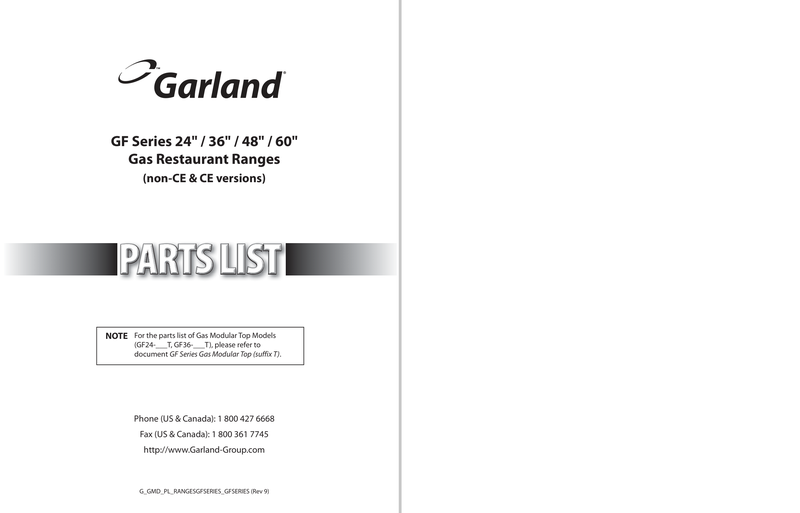 Garland®
GF Series 24" / 36" / 48" / 60"
Gas Restaurant Ranges
(non-CE & CE versions)
PARTS LIST
NOTE For the parts list of Gas Modular Top Models
(GF24-___T, GF36-___T), please refer to
document GF Series Gas Modular Top (suffix T).
Phone (US & Canada): 1 800 427 6668
Fax (US & Canada): 1 800 361 7745
http://www.Garland-Group.com
G_GMD_PL_RANGESGFSERIES_GFSERIES (Rev 9)